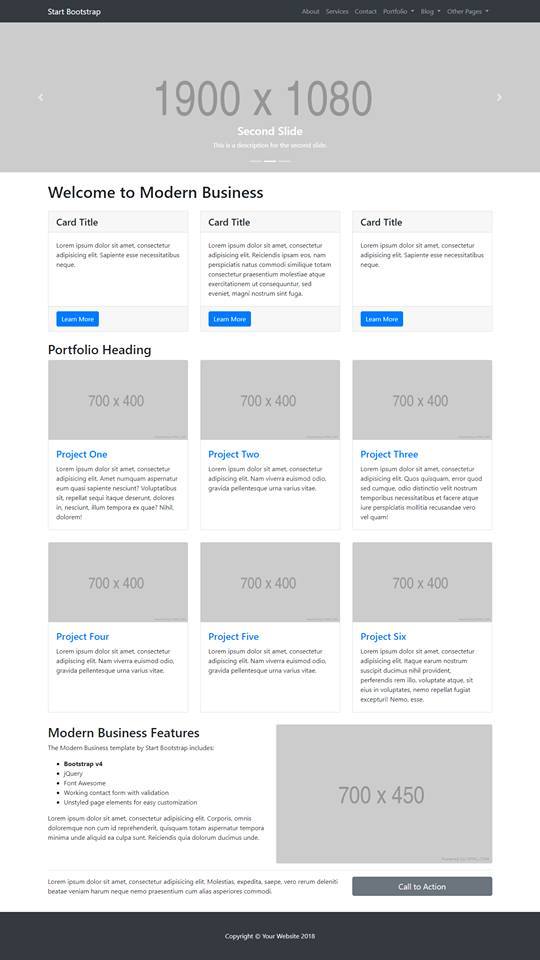 Start Bootstrap
About Services Contact Portfolio Blog Other Pages
1900 x 1080
Second Slide
This is a description for the second slide.
Welcome to Modern Business
Card Title
Lorem ipsum dolor sit amet, consectetur
adipisicing elit. Sapiente esse necessitatibus
neque.
Learn More
Card Title
Lorem ipsum dolor sit amet, consectetur
adipisicing elit. Reiciendis ipsam eos, nam
perspiciatis natus commodi similique totam
consectetur praesentium molestiae atque
exercitationem ut consequuntur, sed
eveniet, magni nostrum sint fuga.
Learn More
Card Title
Lorem ipsum dolor sit amet, consectetur
adipisicing elit. Sapiente esse necessitatibus
neque.
Learn More
Portfolio Heading
700 x 400
Project One
Lorem ipsum dolor sit amet, consectetur
adipisicing elit. Amet numquam aspernatur
eum quasi sapiente nesciunt? Voluptatibus
sit, repellat sequi itaque deserunt, dolores
in, nesciunt, illum tempora ex quae? Nihil,
dolorem!
700 x 400
Project Two
Lorem ipsum dolor sit amet, consectetur
adipiscing elit. Nam viverra euismod odio,
gravida pellentesque urna varius vitae.
700 x 400
Project Three
Lorem ipsum dolor sit amet, consectetur
adipisicing elit. Quos quisquam, error quod
sed cumque, odio distinctio velit nostrum
temporibus necessitatibus et facere atque
iure perspiciatis mollitia recusandae vero
vel quam!
700 x 400
Project Four
Lorem ipsum dolor sit amet, consectetur
adipiscing elit. Nam viverra euismod odio,
gravida pellentesque urna varius vitae.
700 x 400
Project Five
Lorem ipsum dolor sit amet, consectetur
adipiscing elit. Nam viverra euismod odio,
gravida pellentesque urna varius vitae.
700 x 400
Project Six
Lorem ipsum dolor sit amet, consectetur
adipisicing elit. Itaque earum nostrum
suscipit ducimus nihil provident,
perferendis rem illo, voluptate atque, sit
eius in voluptates, nemo repellat fugiat
excepturi! Nemo, esse.
Modern Business Features
The Modern Business template by Start Bootstrap includes:
Bootstrap v4
jQuery
Font Awesome
Working contact form with validation
Unstyled page elements for easy customization
Lorem ipsum dolor sit amet, consectetur adipisicing elit. Corporis, omnis
doloremque non cum id reprehenderit, quisquam totam aspernatur tempora
minima unde aliquid ea culpa sunt. Reiciendis quia dolorum ducimus unde.
700 x 450
Lorem ipsum dolor sit amet, consectetur adipisicing elit. Molestias, expedita, saepe, vero rerum deleniti
beatae veniam harum neque nemo praesentium cum alias asperiores commodi.
Call to Action
Copyright © Your Website 2018